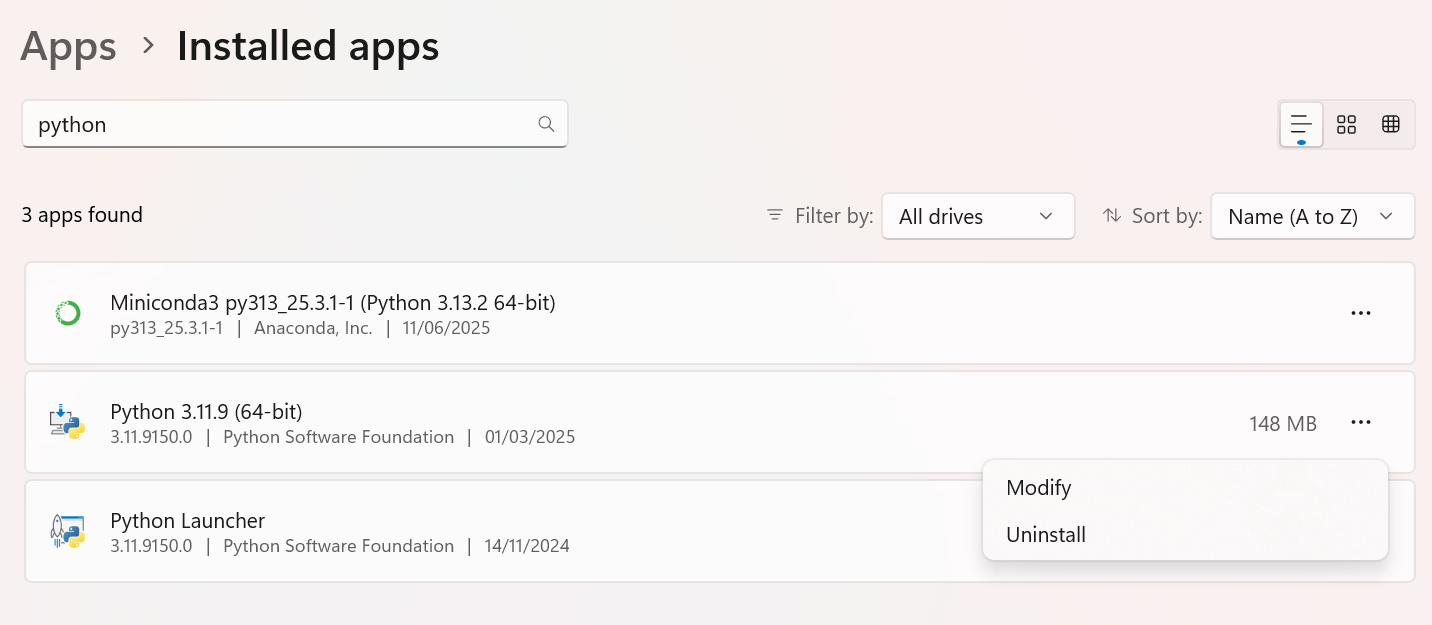 Apps > Installed apps
python
3 apps found Filter by: All drives Sort by: Name (A to Z)
Miniconda3 py313_25.3.1-1 (Python 3.13.2 64-bit)
py313_25.3.1-1 | Anaconda, Inc. | 11/06/2025
Python 3.11.9 (64-bit)
3.11.9150.0 | Python Software Foundation | 01/03/2025
148 MB
Modify
Uninstall
Python Launcher
3.11.9150.0 | Python Software Foundation | 14/11/2024